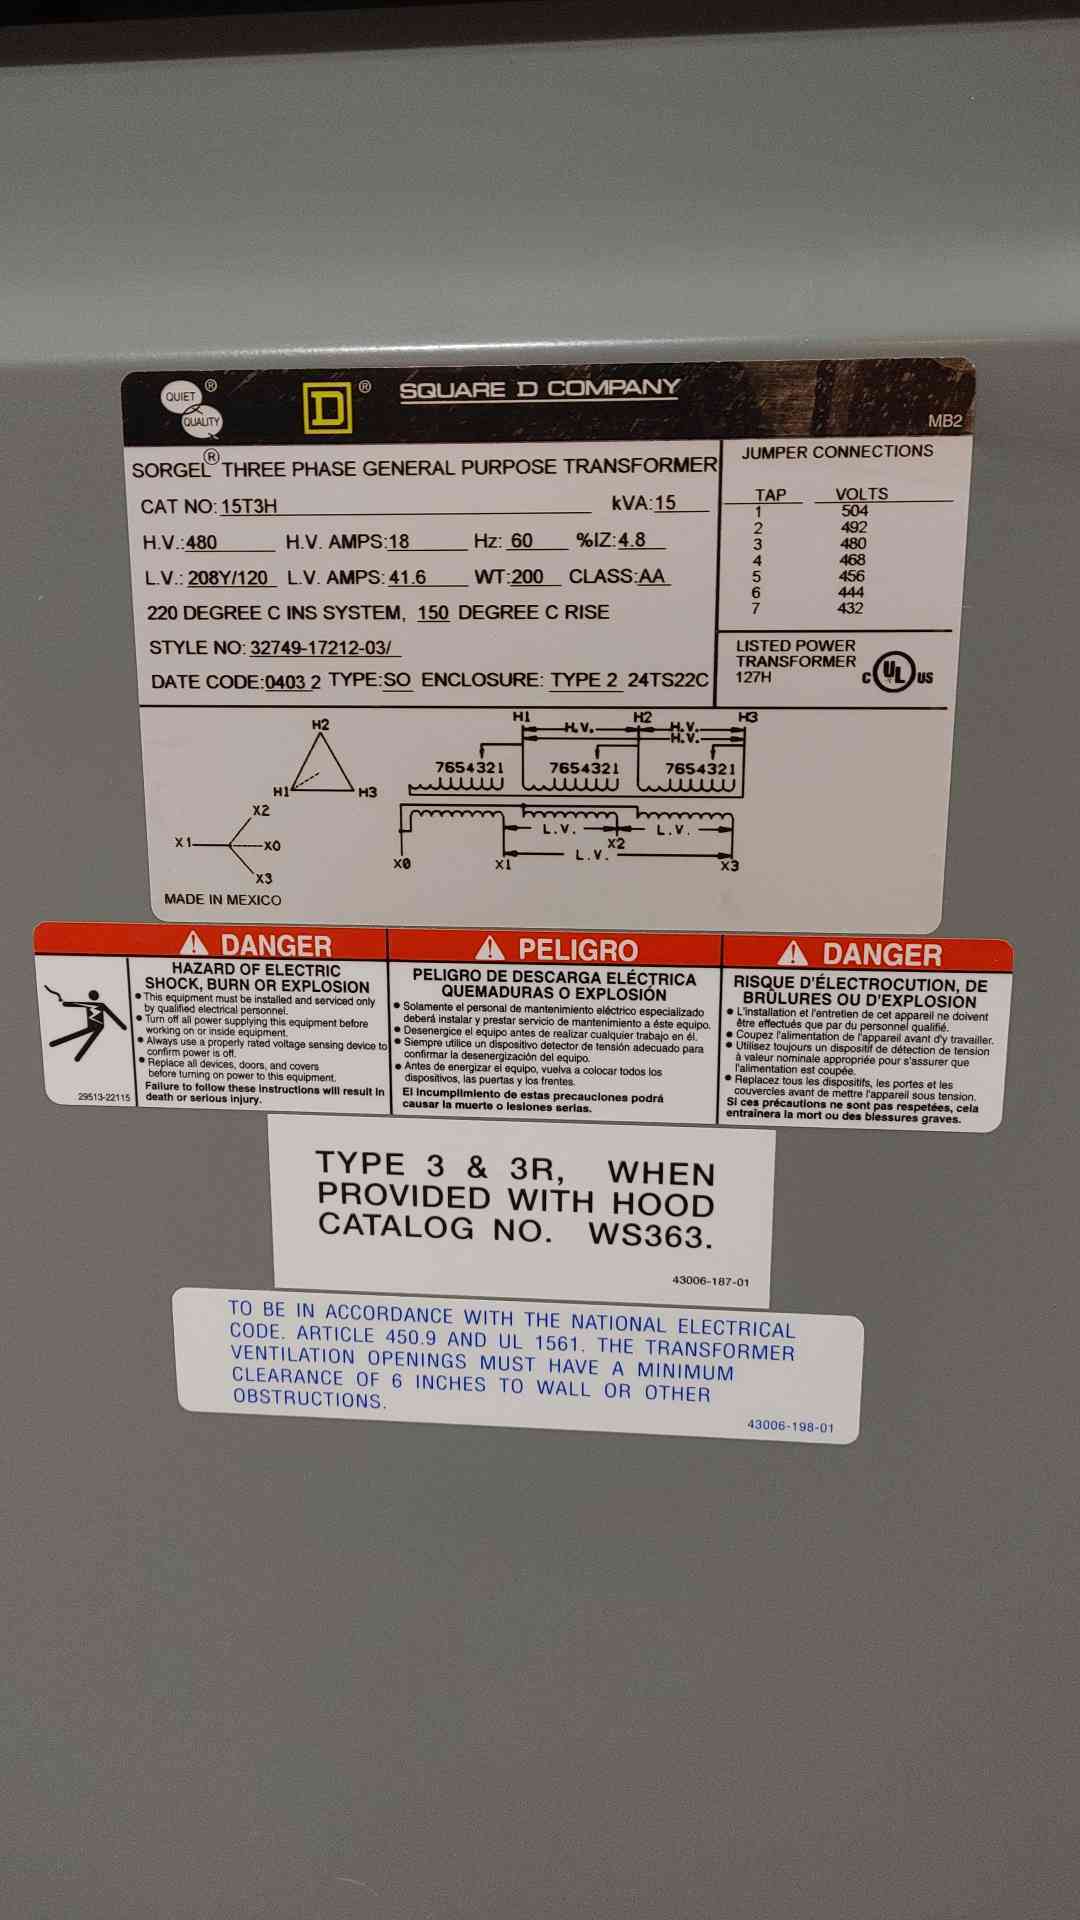 QUIET
QUALITY
®
D
®
SQUARE D COMPANY
MB2
SORGEL® THREE PHASE GENERAL PURPOSE TRANSFORMER
CAT NO: 15T3H kVA: 15
H.V.: 480 H.V. AMPS: 18 Hz: 60 %IZ: 4.8
L.V.: 208Y/120 L.V. AMPS: 41.6 WT: 200 CLASS: AA
220 DEGREE C INS SYSTEM, 150 DEGREE C RISE
STYLE NO: 32749-17212-03/
DATE CODE: 0403 2 TYPE: SO ENCLOSURE: TYPE 2 24TS22C
JUMPER CONNECTIONS
TAP VOLTS
1 504
2 492
3 480
4 468
5 456
6 444
7 432
LISTED POWER
TRANSFORMER
127H
C UL US
H2
H1
H3
X2
X1
X0
X3
H1 H2 H3
H.V. H.V.
H.V.
7654321 7654321 7654321
L.V. L.V.
X2
L.V.
X0 X1 X3
MADE IN MEXICO
DANGER
HAZARD OF ELECTRIC
SHOCK, BURN OR EXPLOSION
• This equipment must be installed and serviced only
by qualified electrical personnel.
• Turn off all power supplying this equipment before
working on or inside equipment.
• Always use a properly rated voltage sensing device to
confirm power is off.
• Replace all devices, doors, and covers
before turning on power to this equipment.
Failure to follow these instructions will result in
death or serious injury.
29513-22115
PELIGRO
PELIGRO DE DESCARGA ELÉCTRICA
QUEMADURAS O EXPLOSIÓN
• Solamente el personal de mantenimiento eléctrico especializado
deberá instalar y prestar servicio de mantenimiento a éste equipo.
• Desenergice el equipo antes de realizar cualquier trabajo en él.
• Siempre utilice un dispositivo detector de tensión adecuado para
confirmar la desenergización del equipo.
• Antes de energizar el equipo, vuelva a colocar todos los
dispositivos, las puertas y los frentes.
El incumplimiento de estas precauciones podrá
causar la muerte o lesiones serias.
DANGER
RISQUE D'ÉLECTROCUTION, DE
BRÛLURES OU D'EXPLOSION
• L'installation et l'entretien de cet appareil ne doivent
être effectués que par du personnel qualifié.
• Coupez l'alimentation de l'appareil avant d'y travailler.
• Utilisez toujours un dispositif de détection de tension
à valeur nominale appropriée pour s'assurer que
l'alimentation est coupée.
• Replacez tous les dispositifs, les portes et les
couvercles avant de mettre l'appareil sous tension.
Si ces précautions ne sont pas respetées, cela
entraînera la mort ou des blessures graves.
TYPE 3 & 3R, WHEN
PROVIDED WITH HOOD
CATALOG NO. WS363.
43006-187-01
TO BE IN ACCORDANCE WITH THE NATIONAL ELECTRICAL
CODE. ARTICLE 450.9 AND UL 1561. THE TRANSFORMER
VENTILATION OPENINGS MUST HAVE A MINIMUM
CLEARANCE OF 6 INCHES TO WALL OR OTHER
OBSTRUCTIONS.
43006-198-01